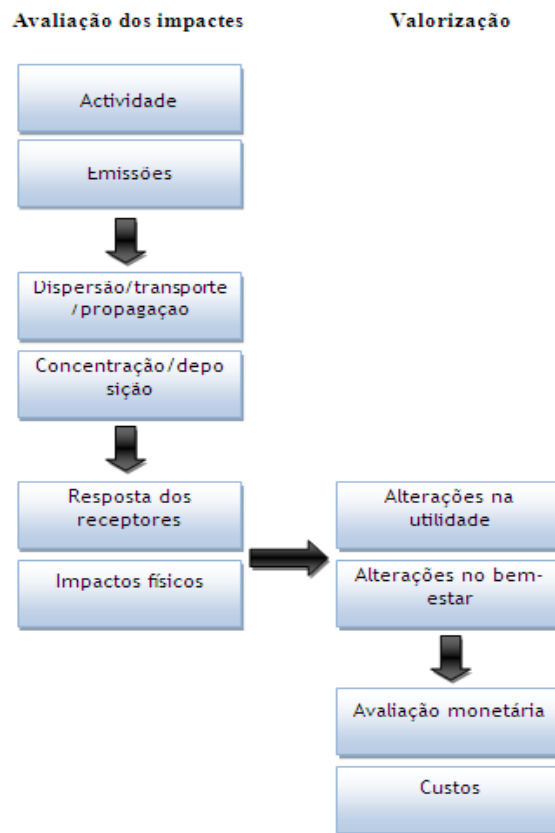 Avaliação dos impactes
Valorização
Actividade
Emissões
Dispersão/transporte
/propagaçao
Concentração/depo
sição
Resposta dos
receptores
Impactos físicos
Alterações na
utilidade
Alterações no bem-
estar
Avaliação monetária
Custos